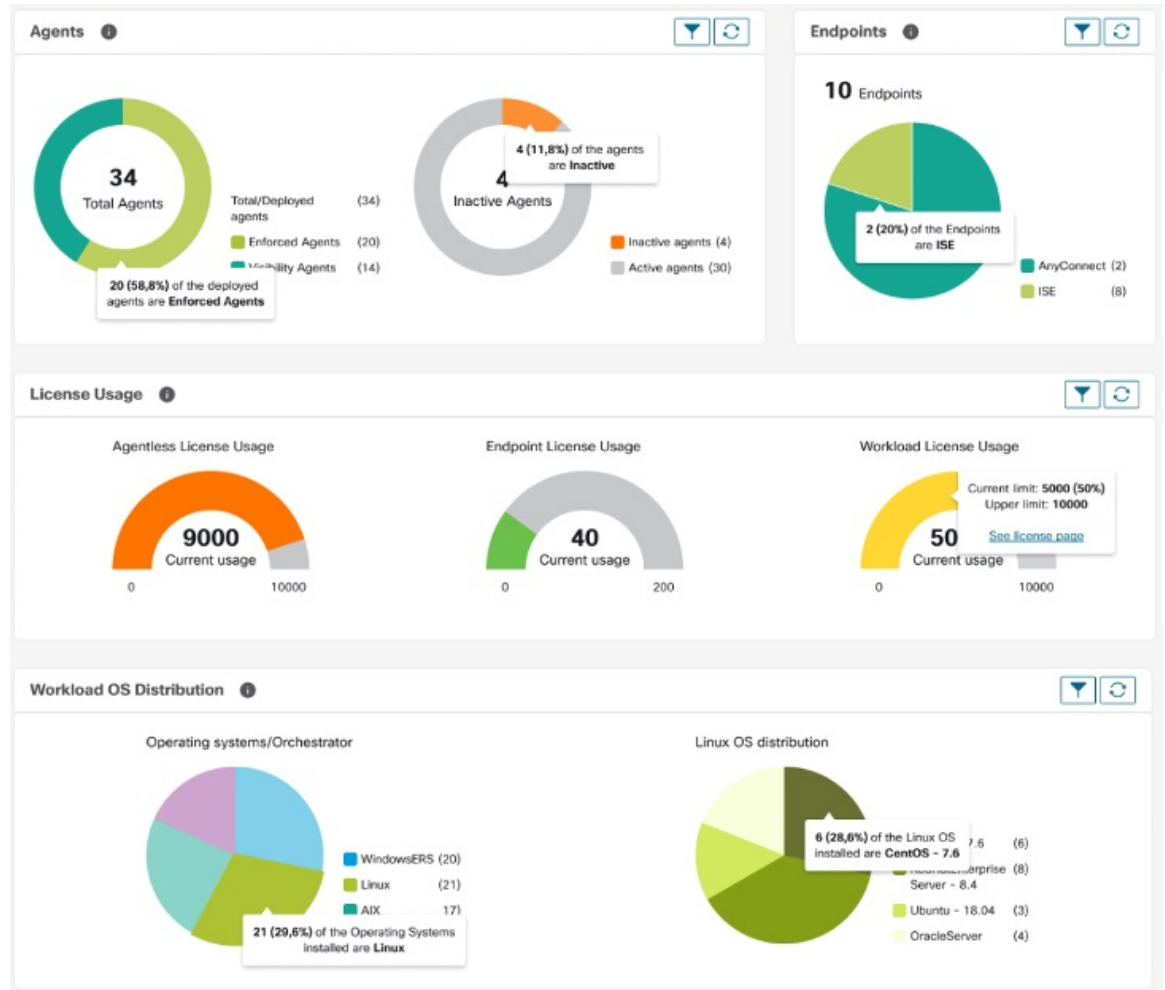 Agents
34
Total Agents
Total/Deployed agents (34)
Enforced Agents (20)
Visibility Agents (14)
20 (58,8%) of the deployed
agents are Enforced Agents
4 (11,8%) of the agents
are Inactive
4
Inactive Agents
Inactive agents (4)
Active agents (30)
Endpoints
10 Endpoints
2 (20%) of the Endpoints
are ISE
AnyConnect (2)
ISE (8)
License Usage
Agentless License Usage
9000
Current usage
0 10000
Endpoint License Usage
40
Current usage
0 200
Workload License Usage
Current limit: 5000 (50%)
Upper limit: 10000
See license page
50
Current usage
0 10000
Workload OS Distribution
Operating systems/Orchestrator
WindowsERS (20)
Linux (21)
AIX 17)
21 (29,6%) of the Operating Systems
installed are Linux
Linux OS distribution
6 (28,6%) of the Linux OS
installed are CentOS - 7.6
7.6 (6)
(8)
Server - 8.4
Ubuntu - 18.04 (3)
OracleServer (4)